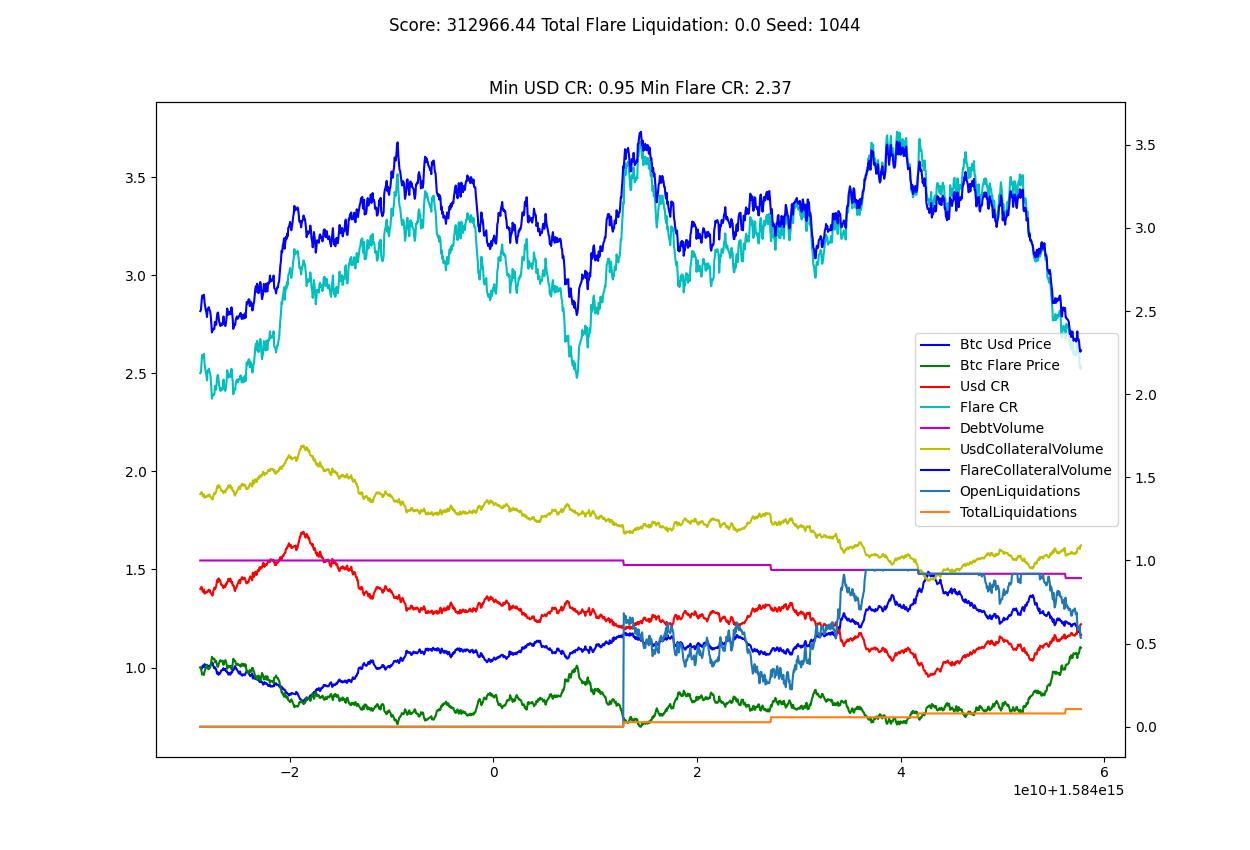 Score: 312966.44 Total Flare Liquidation: 0.0 Seed: 1044
Min USD CR: 0.95 Min Flare CR: 2.37
3.5
3.0
2.5
2.0
1.5
1.0
3.5
3.0
2.5
2.0
1.5
1.0
0.5
0.0
Btc Usd Price
Btc Flare Price
Usd CR
Flare CR
DebtVolume
UsdCollateralVolume
FlareCollateralVolume
OpenLiquidations
TotalLiquidations
−2 0 2 4 6
1e10+1.584e15